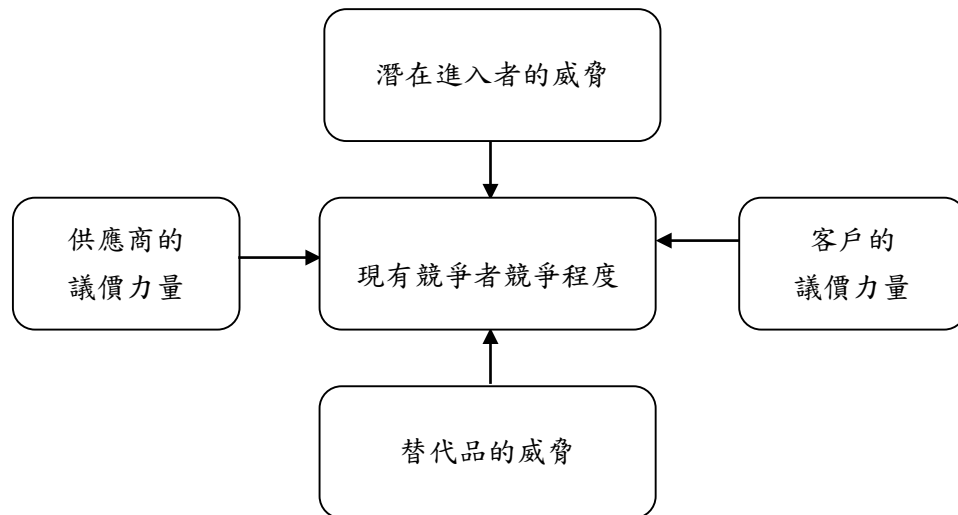 潛在進入者的威脅
供應商的
議價力量
現有競爭者競爭程度
客戶的
議價力量
替代品的威脅